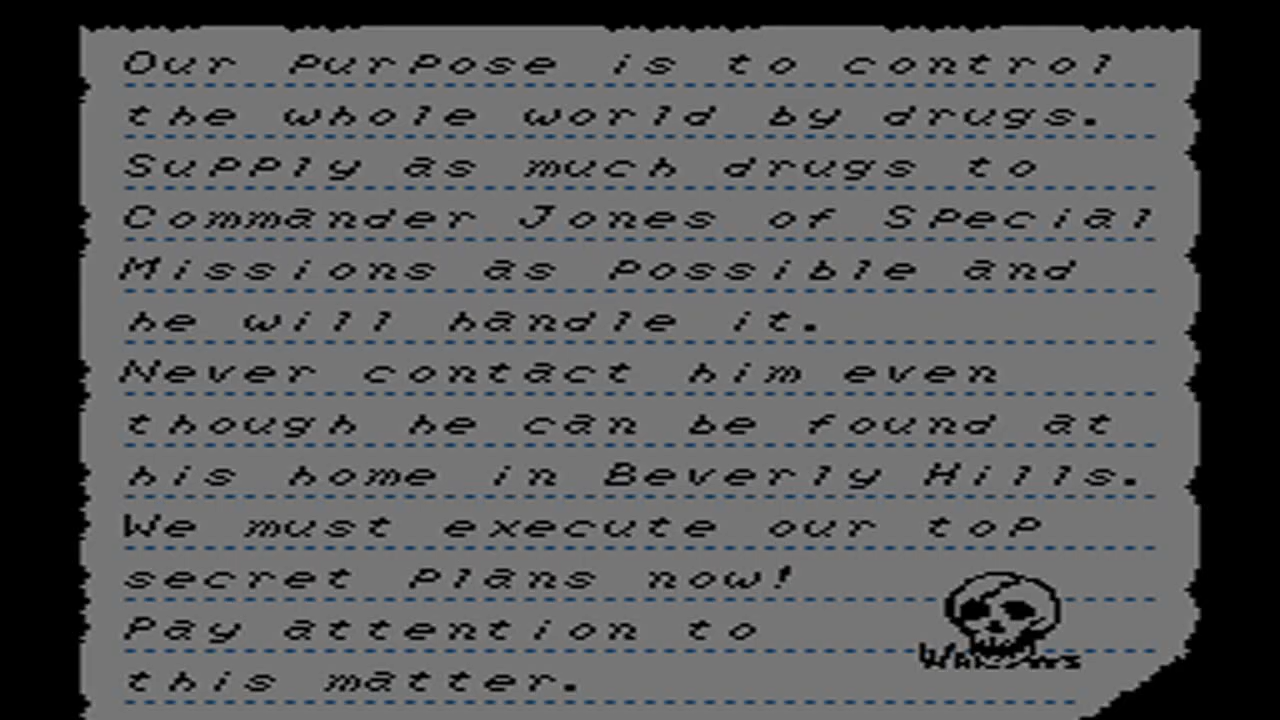 Our purpose is to control
the whole world by drugs.
Supply as much drugs to
Commander Jones of Special
Missions as possible and
he will handle it.
Never contact him even
though he can be found at
his home in Beverly Hills.
We must execute our top
secret plans now!
Pay attention to
this matter.